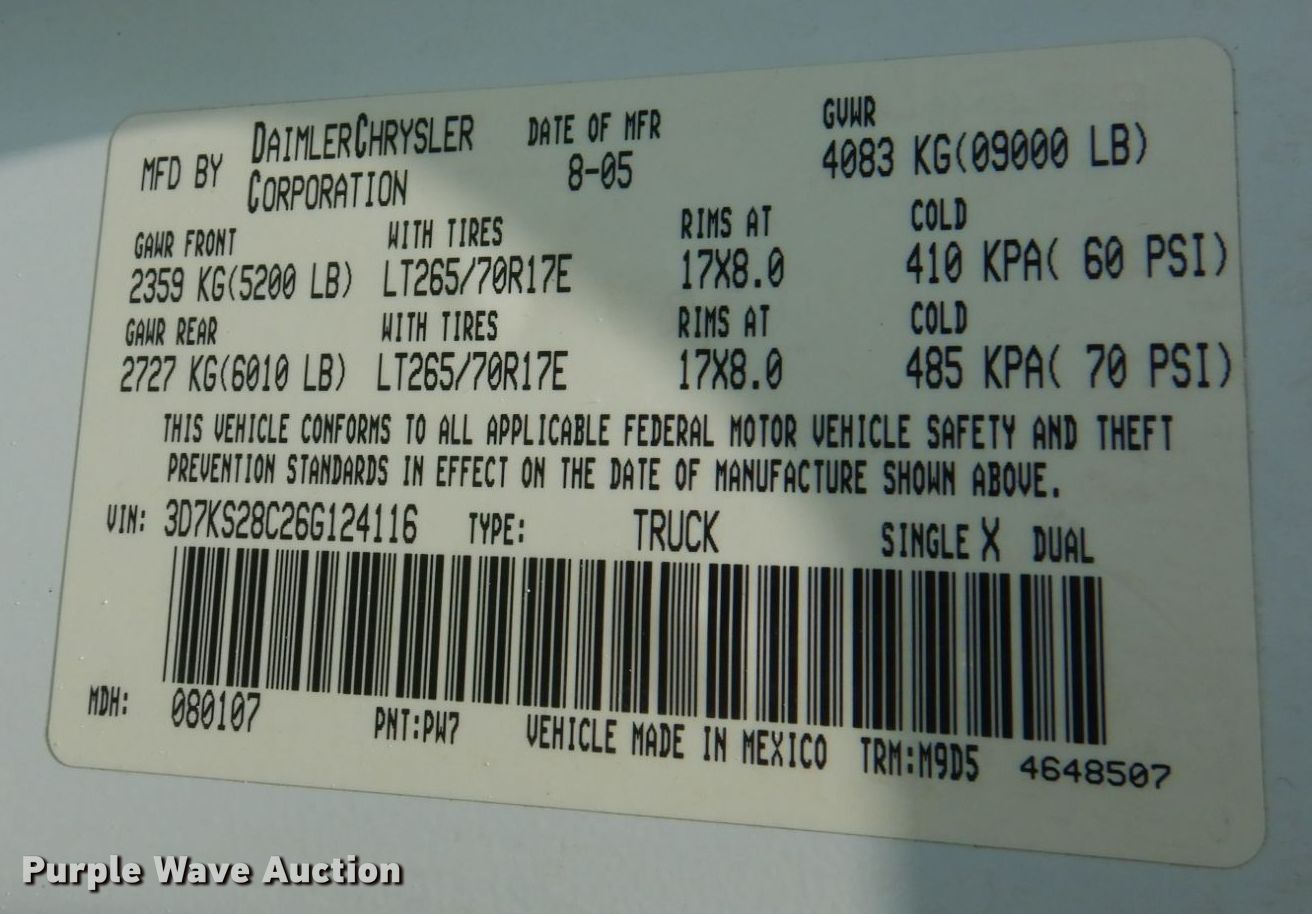 MFD BY DAIMLERCHRYSLER CORPORATION DATE OF MFR 8-05 GVWR 4083 KG(09000 LB)
GAWR FRONT WITH TIRES RIMS AT COLD
2359 KG(5200 LB) LT265/70R17E 17X8.0 410 KPA( 60 PSI)
GAWR REAR WITH TIRES RIMS AT COLD
2727 KG(6010 LB) LT265/70R17E 17X8.0 485 KPA( 70 PSI)
THIS VEHICLE CONFORMS TO ALL APPLICABLE FEDERAL MOTOR VEHICLE SAFETY AND THEFT
PREVENTION STANDARDS IN EFFECT ON THE DATE OF MANUFACTURE SHOWN ABOVE.
VIN: 3D7KS28C26G124116 TYPE: TRUCK SINGLE X DUAL
MDH: 080107 PNT:PW7 VEHICLE MADE IN MEXICO TRM:M9D5 4648507
Purple Wave Auction